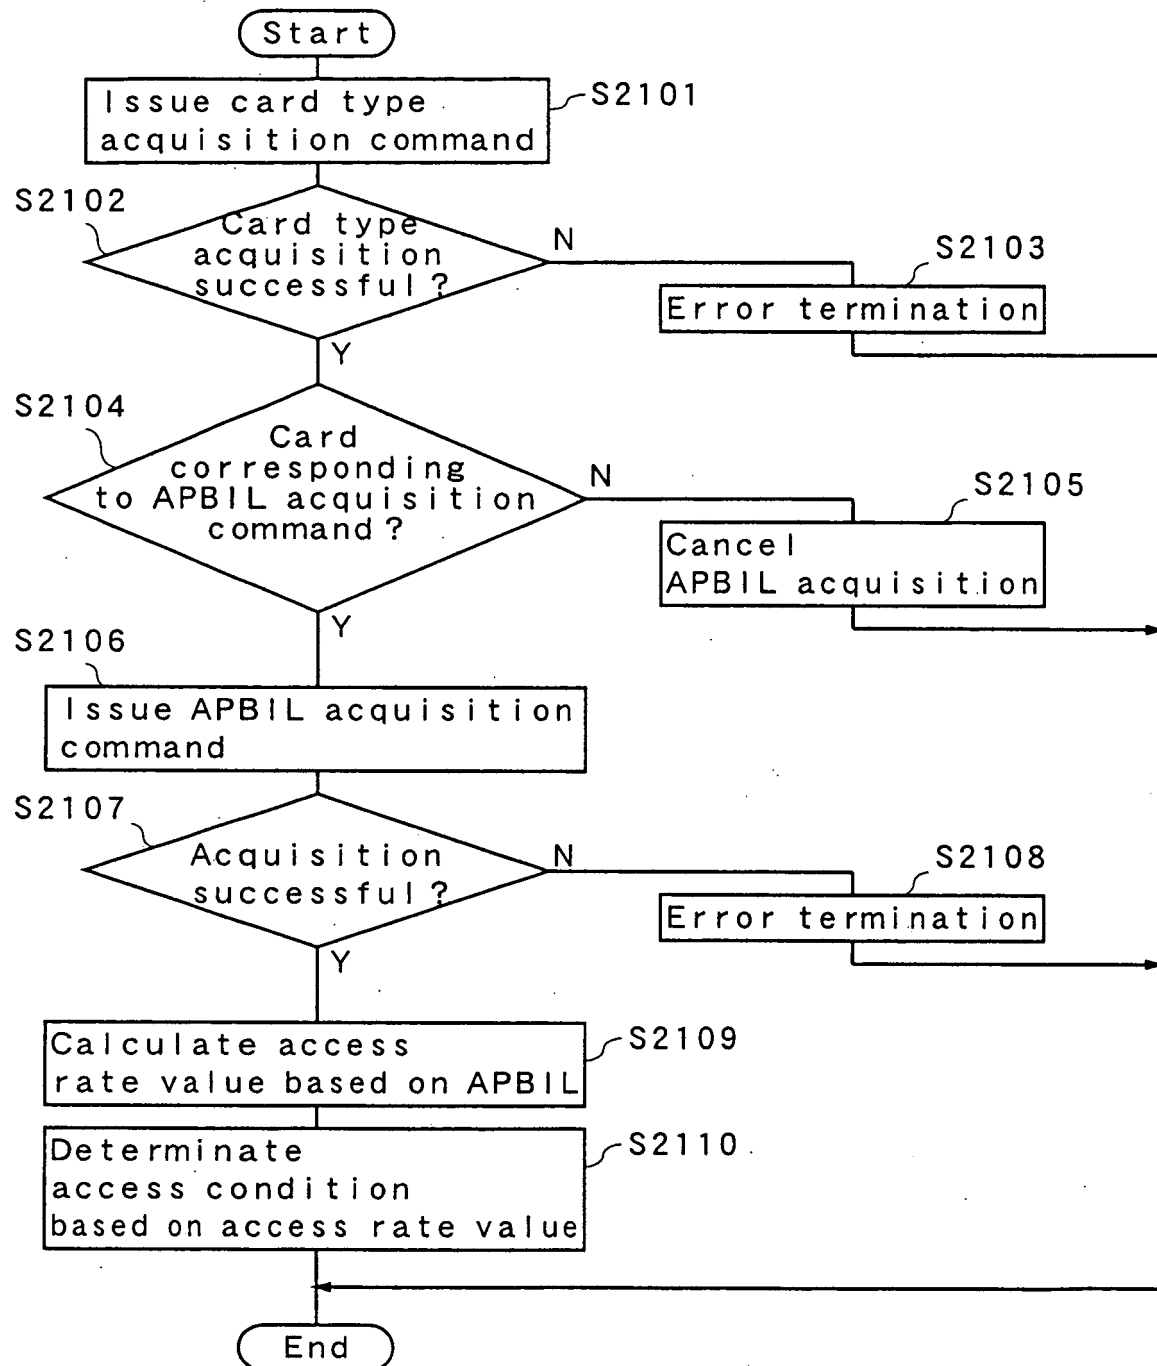 Start
Issue card type
acquisition command
S2101
S2102
Card type
acquisition
successful?
N
S2103
Error termination
Y
S2104
Card
corresponding
to APBIL acquisition
command?
N
S2105
Cancel
APBIL acquisition
Y
S2106
Issue APBIL acquisition
command
S2107
Acquisition
successful?
N
S2108
Error termination
Y
Calculate access
rate value based on APBIL
S2109
Determinate
access condition
based on access rate value
S2110
End